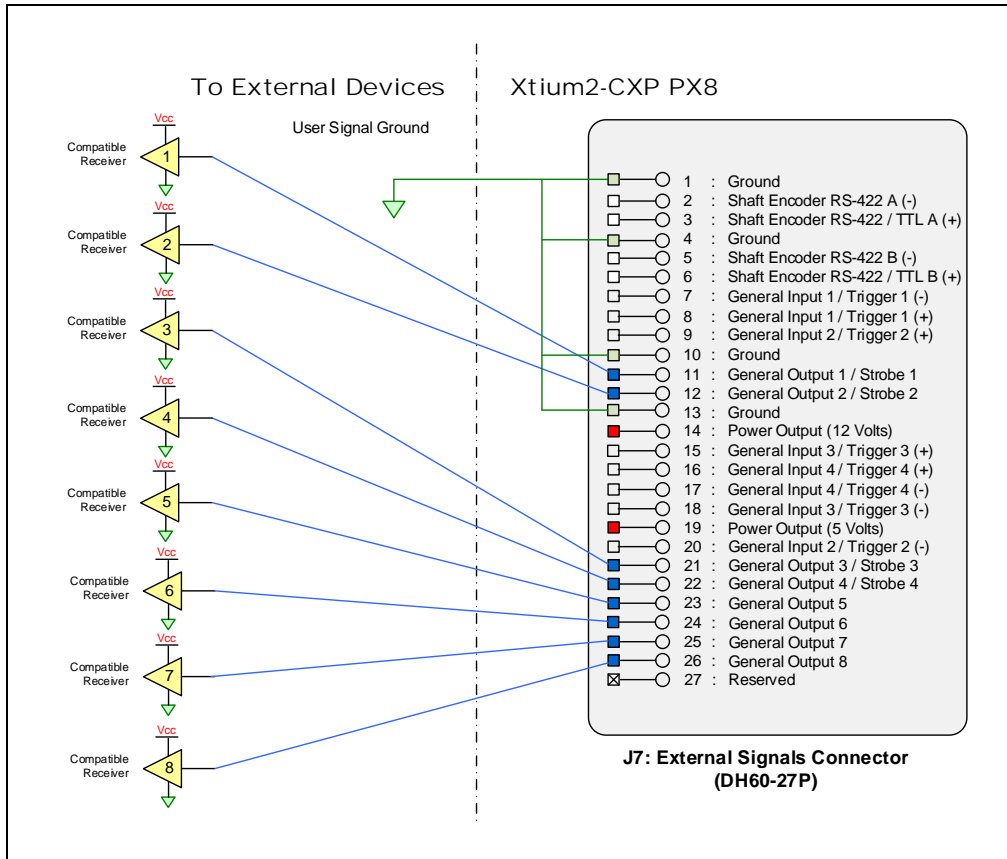 To External Devices
Xtium2-CXP PX8
User Signal Ground
Vcc
Compatible
Receiver
1
Vcc
Compatible
Receiver
2
Vcc
Compatible
Receiver
3
Vcc
Compatible
Receiver
4
Vcc
Compatible
Receiver
5
Vcc
Compatible
Receiver
6
Vcc
Compatible
Receiver
7
Vcc
Compatible
Receiver
8
1 : Ground
2 : Shaft Encoder RS-422 A (-)
3 : Shaft Encoder RS-422 / TTL A (+)
4 : Ground
5 : Shaft Encoder RS-422 B (-)
6 : Shaft Encoder RS-422 / TTL B (+)
7 : General Input 1 / Trigger 1 (-)
8 : General Input 1 / Trigger 1 (+)
9 : General Input 2 / Trigger 2 (+)
10 : Ground
11 : General Output 1 / Strobe 1
12 : General Output 2 / Strobe 2
13 : Ground
14 : Power Output (12 Volts)
15 : General Input 3 / Trigger 3 (+)
16 : General Input 4 / Trigger 4 (+)
17 : General Input 4 / Trigger 4 (-)
18 : General Input 3 / Trigger 3 (-)
19 : Power Output (5 Volts)
20 : General Input 2 / Trigger 2 (-)
21 : General Output 3 / Strobe 3
22 : General Output 4 / Strobe 4
23 : General Output 5
24 : General Output 6
25 : General Output 7
26 : General Output 8
27 : Reserved
J7: External Signals Connector
(DH60-27P)